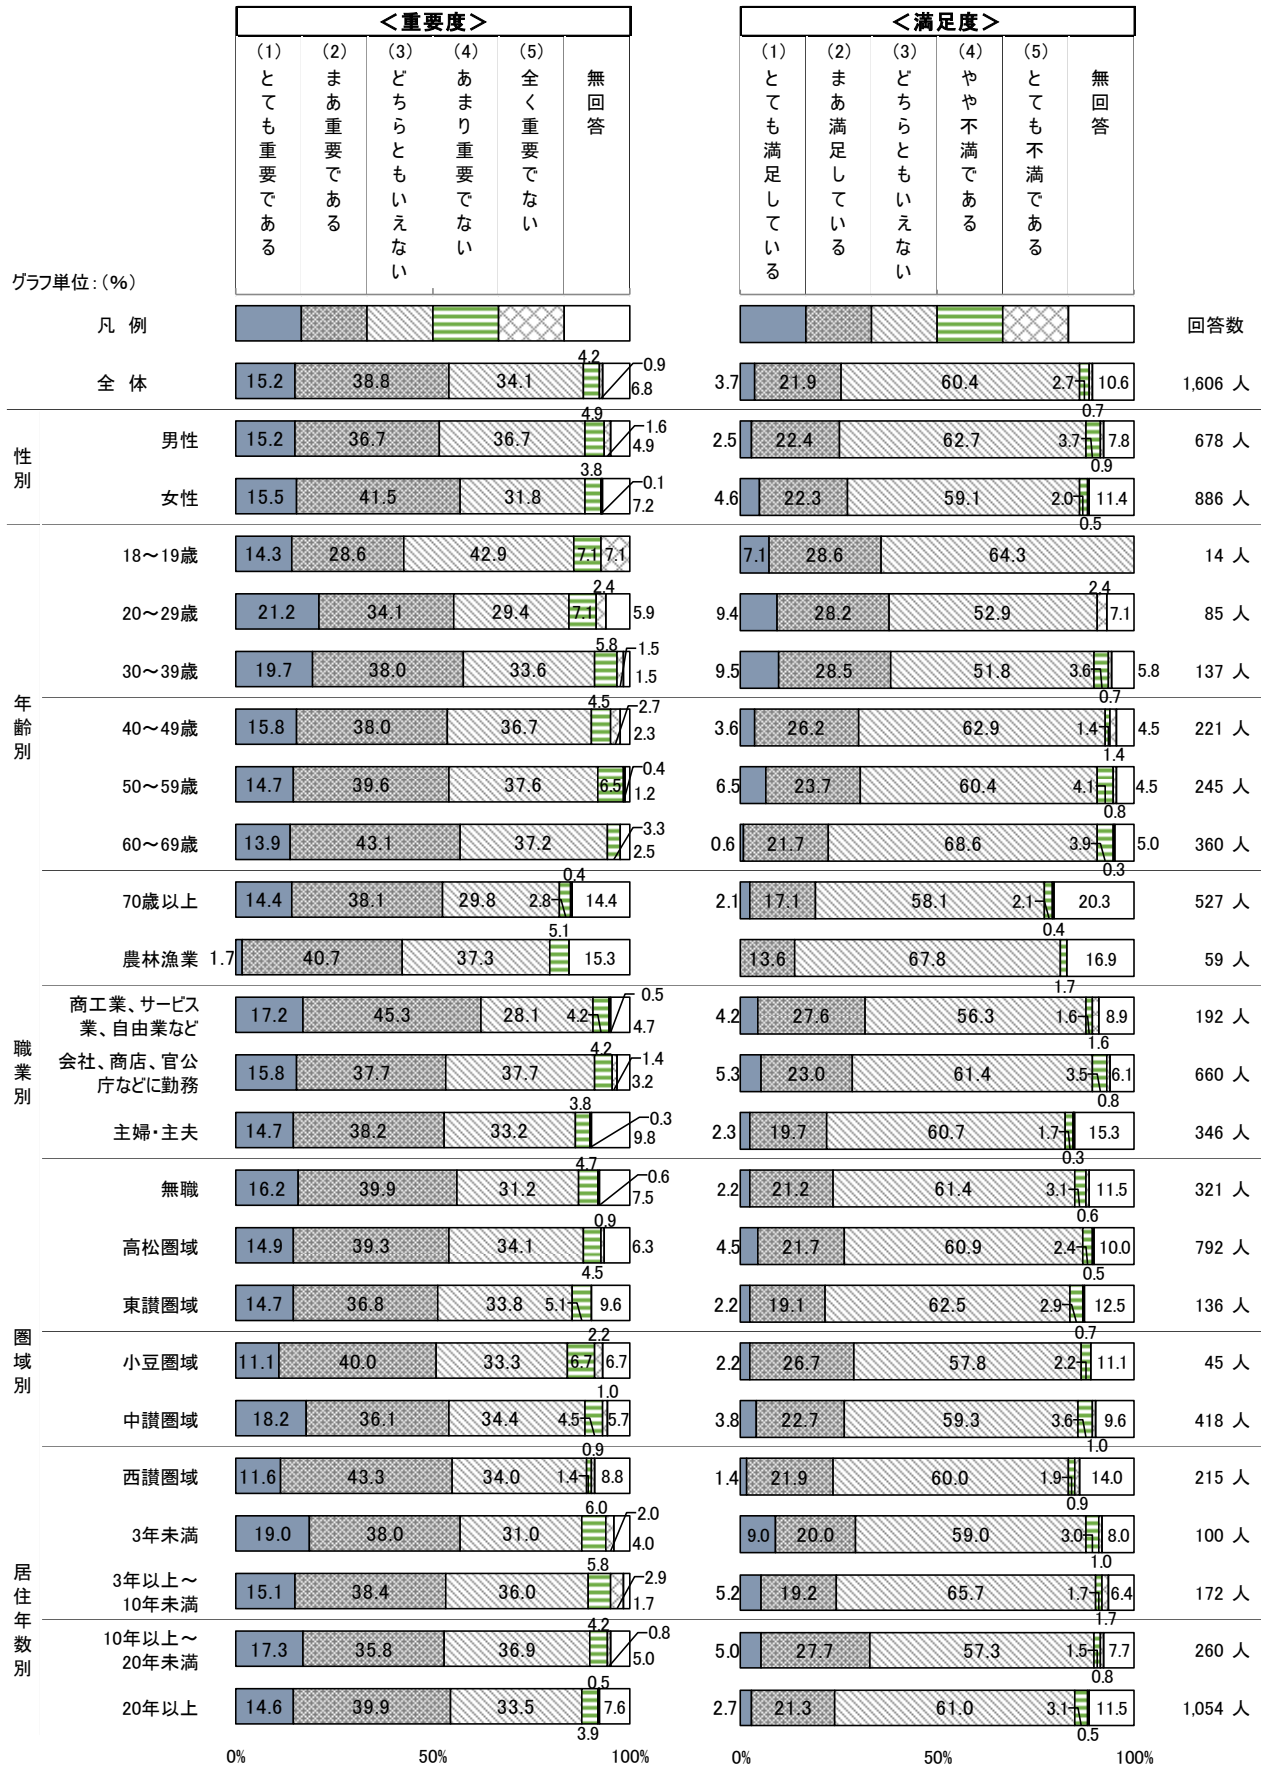 ＜重要度＞ ＜満足度＞
(1)とても重要である (2)まあ重要である (3)どちらともいえない (4)あまり重要でない (5)全く重要でない 無回答
(1)とても満足している (2)まあ満足している (3)どちらともいえない (4)やや不満である (5)とても不満である 無回答
グラフ単位：(%)
凡 例 回答数
全 体 15.2 38.8 34.1 4.2 0.9 6.8 3.7 21.9 60.4 2.7 0.7 10.6 1,606 人
性別
男性 15.2 36.7 36.7 4.9 1.6 4.9 2.5 22.4 62.7 3.7 0.9 7.8 678 人
女性 15.5 41.5 31.8 3.8 0.1 7.2 4.6 22.3 59.1 2.0 0.5 11.4 886 人
年齢別
18～19歳 14.3 28.6 42.9 7.1 7.1 7.1 28.6 64.3 14 人
20～29歳 21.2 34.1 29.4 7.1 2.4 5.9 9.4 28.2 52.9 2.4 7.1 85 人
30～39歳 19.7 38.0 33.6 5.8 1.5 1.5 9.5 28.5 51.8 3.6 0.7 5.8 137 人
40～49歳 15.8 38.0 36.7 4.5 2.7 2.3 3.6 26.2 62.9 1.4 1.4 4.5 221 人
50～59歳 14.7 39.6 37.6 6.5 0.4 1.2 6.5 23.7 60.4 4.1 0.8 4.5 245 人
60～69歳 13.9 43.1 37.2 3.3 2.5 0.6 21.7 68.6 3.9 0.3 5.0 360 人
70歳以上 14.4 38.1 29.8 2.8 0.4 14.4 2.1 17.1 58.1 2.1 0.4 20.3 527 人
職業別
農林漁業 1.7 40.7 37.3 5.1 15.3 13.6 67.8 1.7 16.9 59 人
商工業、サービス
業、自由業など 17.2 45.3 28.1 4.2 0.5 4.7 4.2 27.6 56.3 1.6 1.6 8.9 192 人
会社、商店、官公
庁などに勤務 15.8 37.7 37.7 4.2 1.4 3.2 5.3 23.0 61.4 3.5 0.8 6.1 660 人
主婦・主夫 14.7 38.2 33.2 3.8 0.3 9.8 2.3 19.7 60.7 1.7 0.3 15.3 346 人
無職 16.2 39.9 31.2 4.7 0.6 7.5 2.2 21.2 61.4 3.1 0.6 11.5 321 人
圏域別
高松圏域 14.9 39.3 34.1 4.5 0.9 6.3 4.5 21.7 60.9 2.4 0.5 10.0 792 人
東讃圏域 14.7 36.8 33.8 5.1 9.6 2.2 19.1 62.5 2.9 0.7 12.5 136 人
小豆圏域 11.1 40.0 33.3 6.7 2.2 6.7 2.2 26.7 57.8 2.2 11.1 45 人
中讃圏域 18.2 36.1 34.4 4.5 1.0 5.7 3.8 22.7 59.3 3.6 1.0 9.6 418 人
西讃圏域 11.6 43.3 34.0 1.4 0.9 8.8 1.4 21.9 60.0 1.9 0.9 14.0 215 人
居住年数別
3年未満 19.0 38.0 31.0 6.0 2.0 4.0 9.0 20.0 59.0 3.0 1.0 8.0 100 人
3年以上～
10年未満 15.1 38.4 36.0 5.8 2.9 1.7 5.2 19.2 65.7 1.7 1.7 6.4 172 人
10年以上～
20年未満 17.3 35.8 36.9 4.2 0.8 5.0 5.0 27.7 57.3 1.5 0.8 7.7 260 人
20年以上 14.6 39.9 33.5 3.9 0.5 7.6 2.7 21.3 61.0 3.1 0.5 11.5 1,054 人
0% 50% 100% 0% 50% 100%